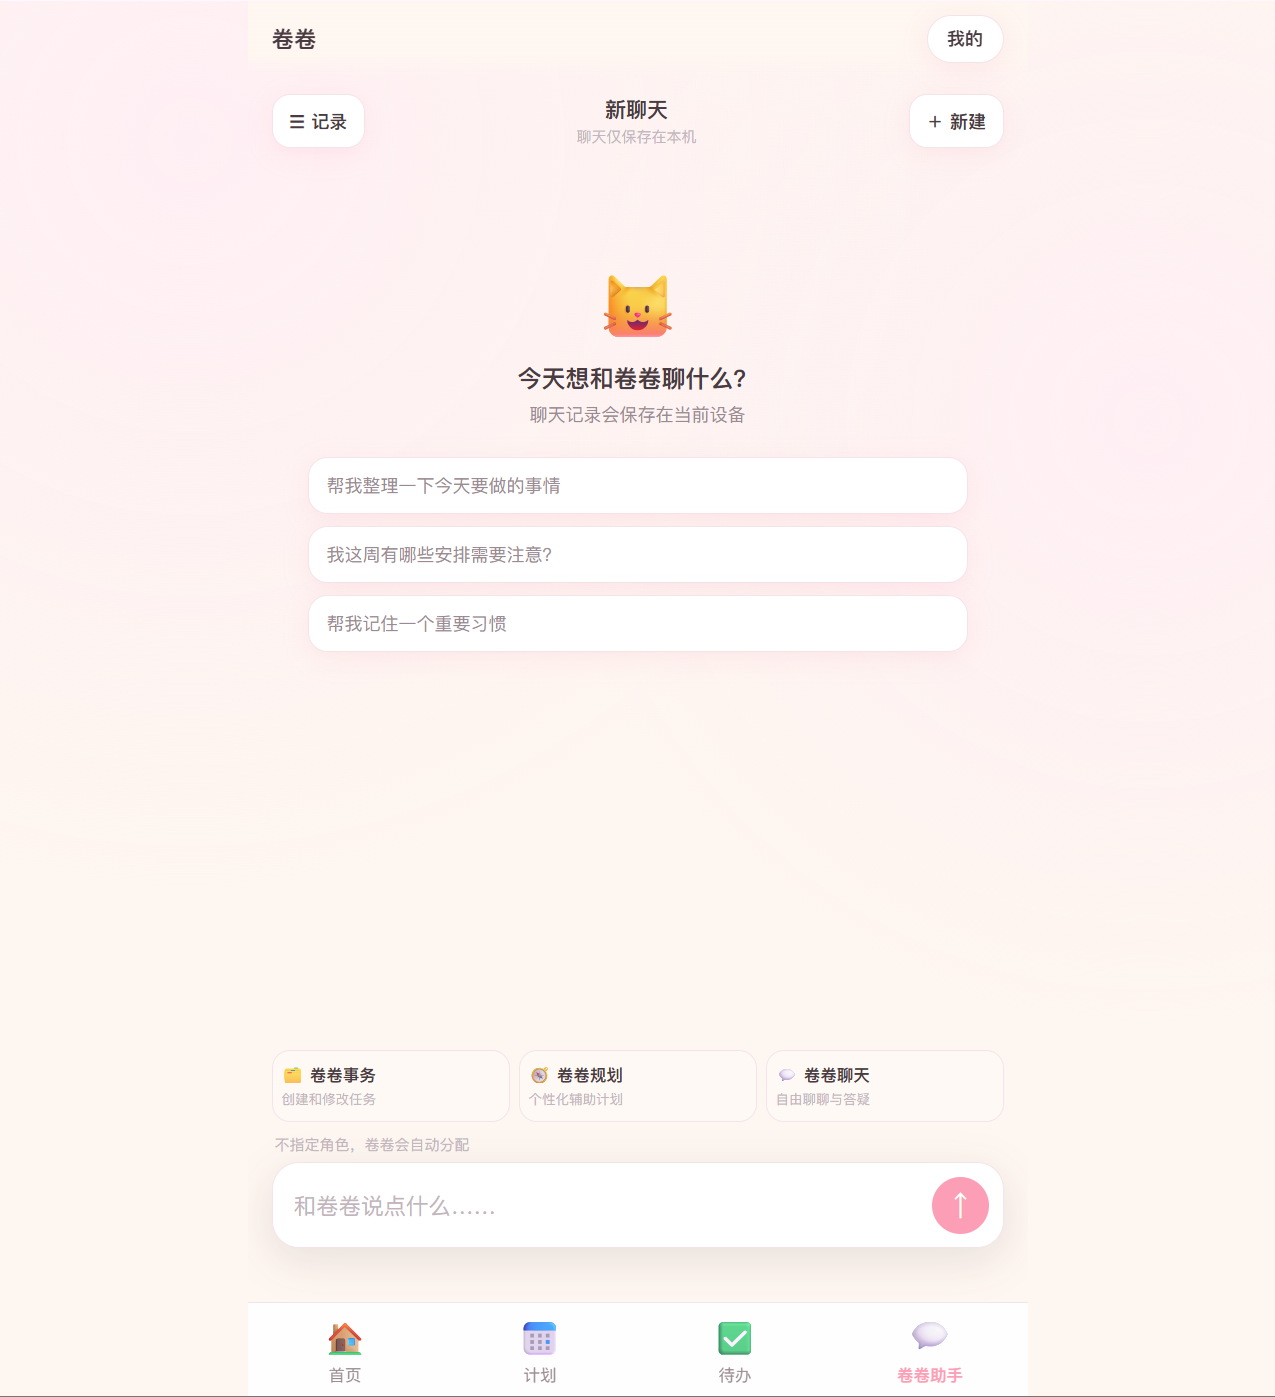 卷卷
我的
☰ 记录
新聊天
聊天仅保存在本机
＋ 新建
今天想和卷卷聊什么？
聊天记录会保存在当前设备
帮我整理一下今天要做的事情
我这周有哪些安排需要注意？
帮我记住一个重要习惯
卷卷事务
创建和修改任务
卷卷规划
个性化辅助计划
卷卷聊天
自由聊聊与答疑
不指定角色，卷卷会自动分配
和卷卷说点什么……
↑
首页
计划
待办
卷卷助手